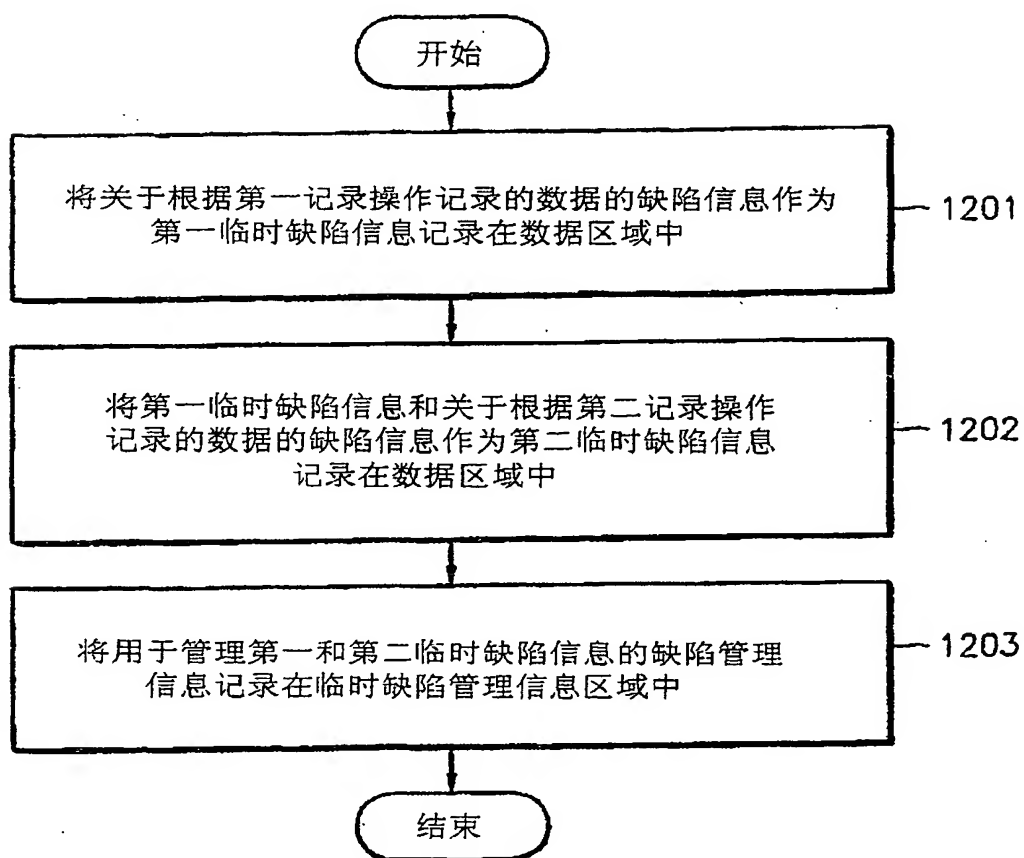 开始
将关于根据第一记录操作记录的数据的缺陷信息作为
第一临时缺陷信息记录在数据区域中
1201
将第一临时缺陷信息和关于根据第二记录操作
记录的数据的缺陷信息作为第二临时缺陷信息
记录在数据区域中
1202
将用于管理第一和第二临时缺陷信息的缺陷管理
信息记录在临时缺陷管理信息区域中
1203
结束